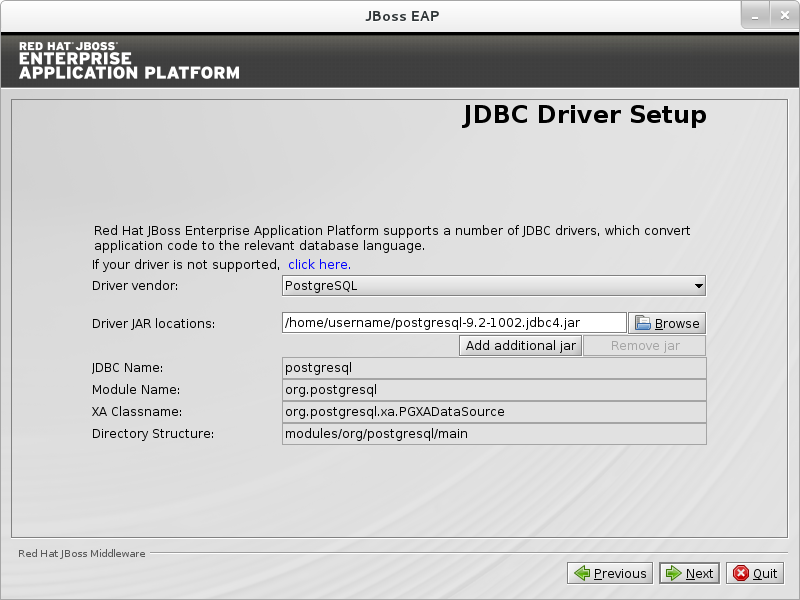 JBoss EAP
RED HAT® JBOSS®
ENTERPRISE
APPLICATION PLATFORM
JDBC Driver Setup
Red Hat JBoss Enterprise Application Platform supports a number of JDBC drivers, which convert
application code to the relevant database language.
If your driver is not supported, click here.
Driver vendor: PostgreSQL
Driver JAR locations: /home/username/postgresql-9.2-1002.jdbc4.jar Browse
Add additional jar Remove jar
JDBC Name: postgresql
Module Name: org.postgresql
XA Classname: org.postgresql.xa.PGXADataSource
Directory Structure: modules/org/postgresql/main
Red Hat JBoss Middleware
Previous Next Quit